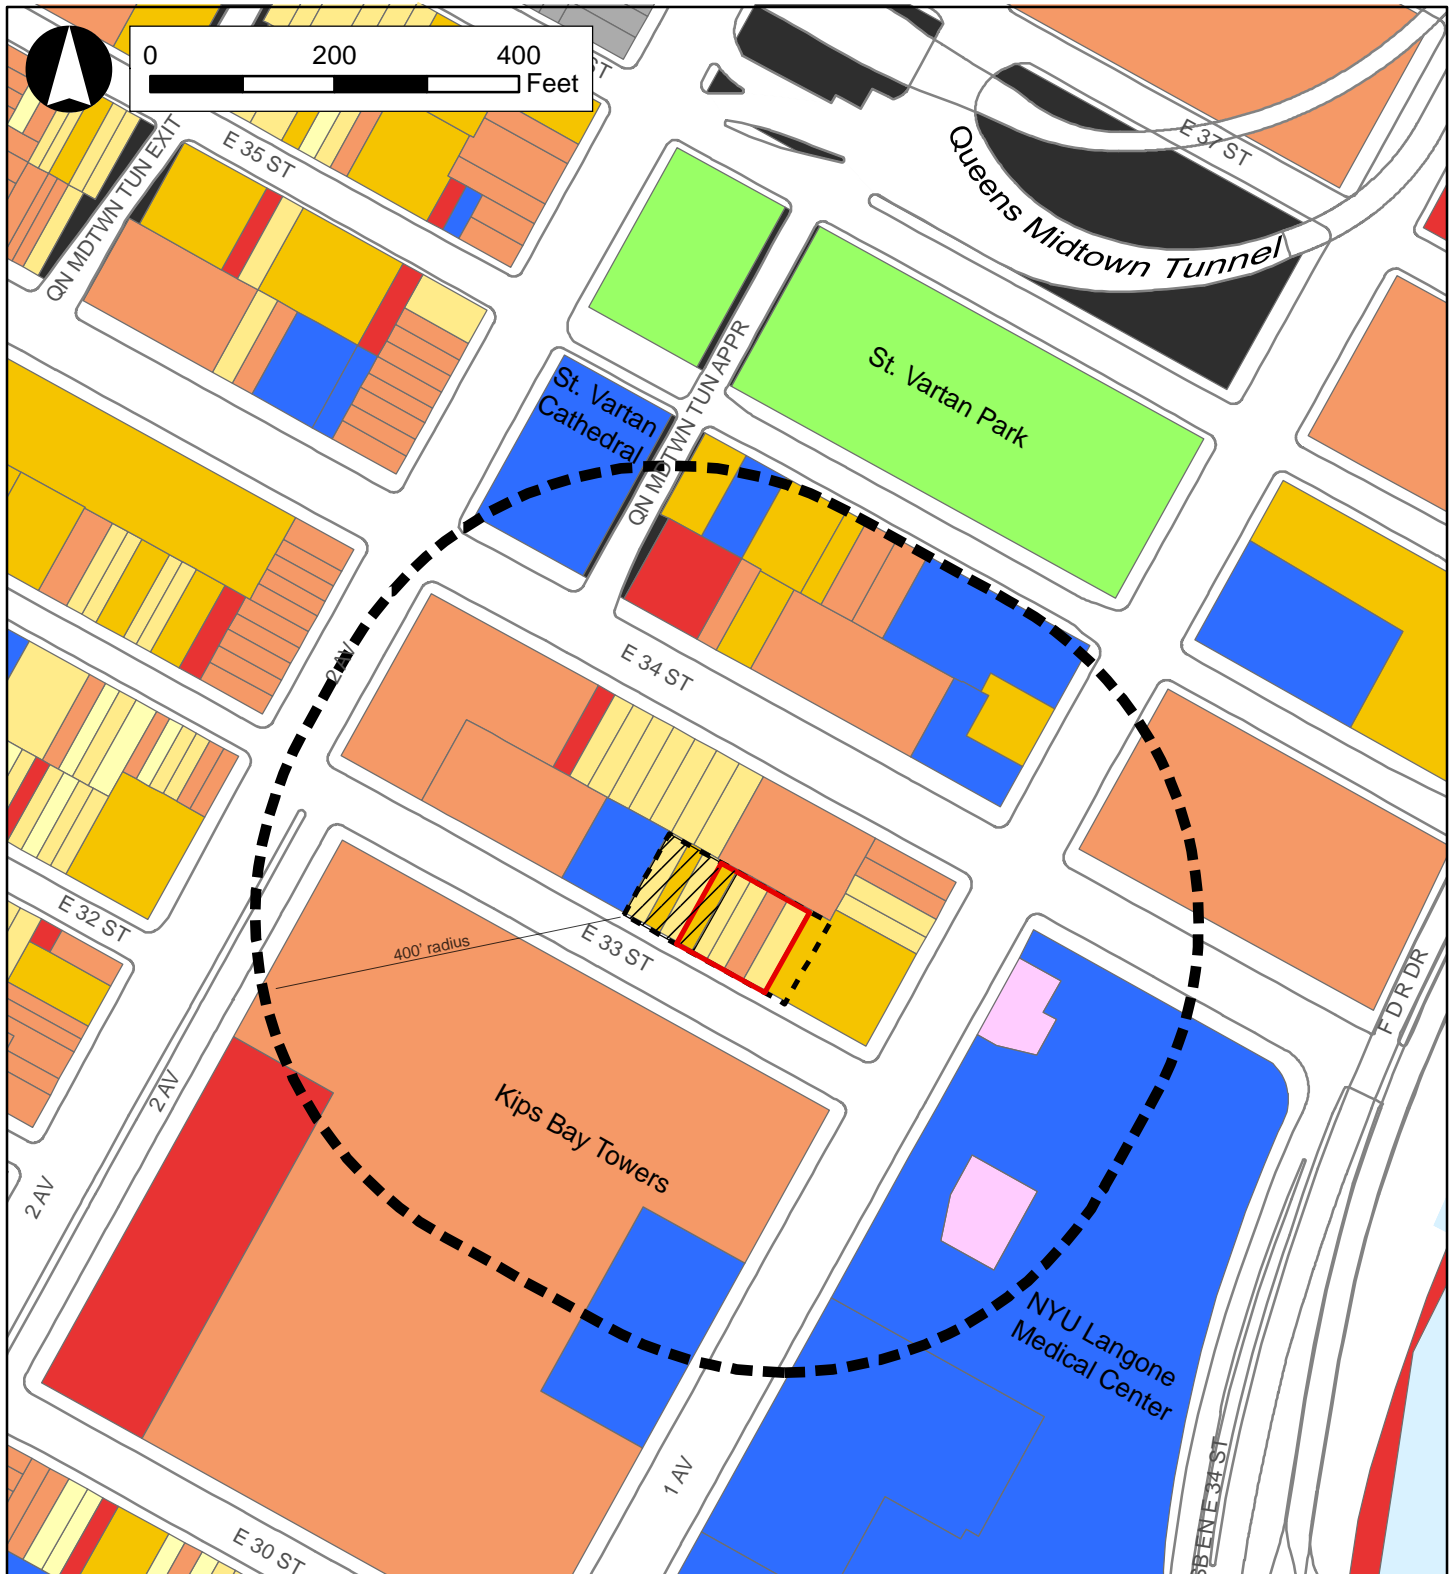 0 200 400
Feet
ST
E 35 ST
QN MDTWN TUN EXIT
E 37 ST
Queens Midtown Tunnel
QN MDTWN TUN APPR
St. Vartan Park
St. Vartan
Cathedral
E 34 ST
2 AV
E 32 ST
400' radius
E 33 ST
F D R DR
2 AV
Kips Bay Towers
2 AV
NYU Langone
Medical Center
1 AV
SB EN E 34 ST
E 30 ST